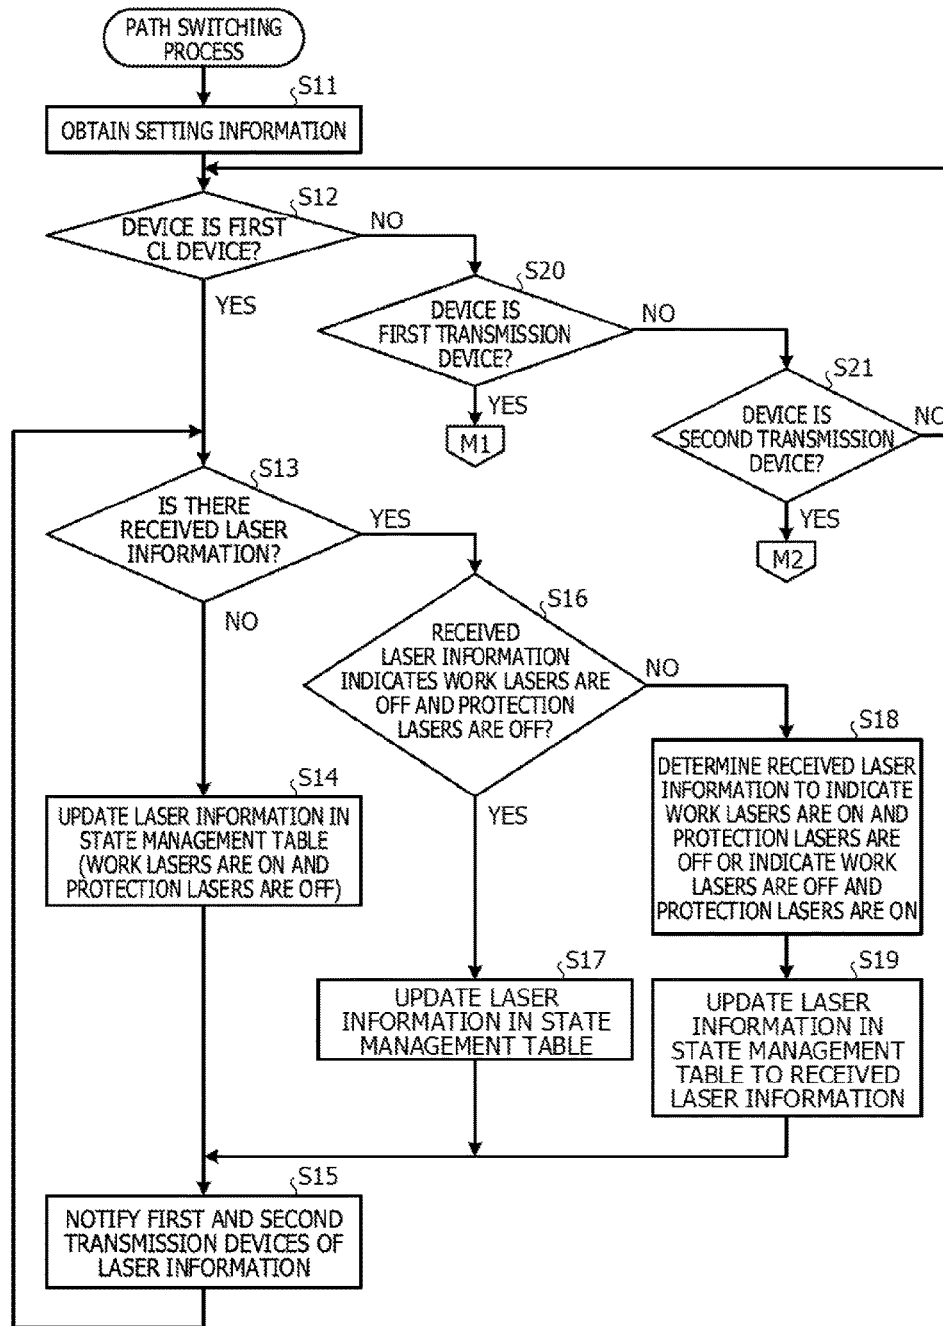 PATH SWITCHING
PROCESS
S11
OBTAIN SETTING INFORMATION
S12
DEVICE IS FIRST
CL DEVICE?
NO
YES
S20
DEVICE IS
FIRST TRANSMISSION
DEVICE?
NO
YES
M1
S21
DEVICE IS
SECOND TRANSMISSION
DEVICE?
NO
YES
M2
S13
IS THERE
RECEIVED LASER
INFORMATION?
YES
NO
S16
RECEIVED
LASER INFORMATION
INDICATES WORK LASERS ARE
OFF AND PROTECTION
LASERS ARE OFF?
NO
YES
S14
UPDATE LASER INFORMATION IN
STATE MANAGEMENT TABLE
(WORK LASERS ARE ON AND
PROTECTION LASERS ARE OFF)
S18
DETERMINE RECEIVED LASER
INFORMATION TO INDICATE
WORK LASERS ARE ON AND
PROTECTION LASERS ARE
OFF OR INDICATE WORK
LASERS ARE OFF AND
PROTECTION LASERS ARE ON
S17
UPDATE LASER
INFORMATION IN STATE
MANAGEMENT TABLE
S19
UPDATE LASER
INFORMATION IN
STATE MANAGEMENT
TABLE TO RECEIVED
LASER INFORMATION
S15
NOTIFY FIRST AND SECOND
TRANSMISSION DEVICES OF
LASER INFORMATION